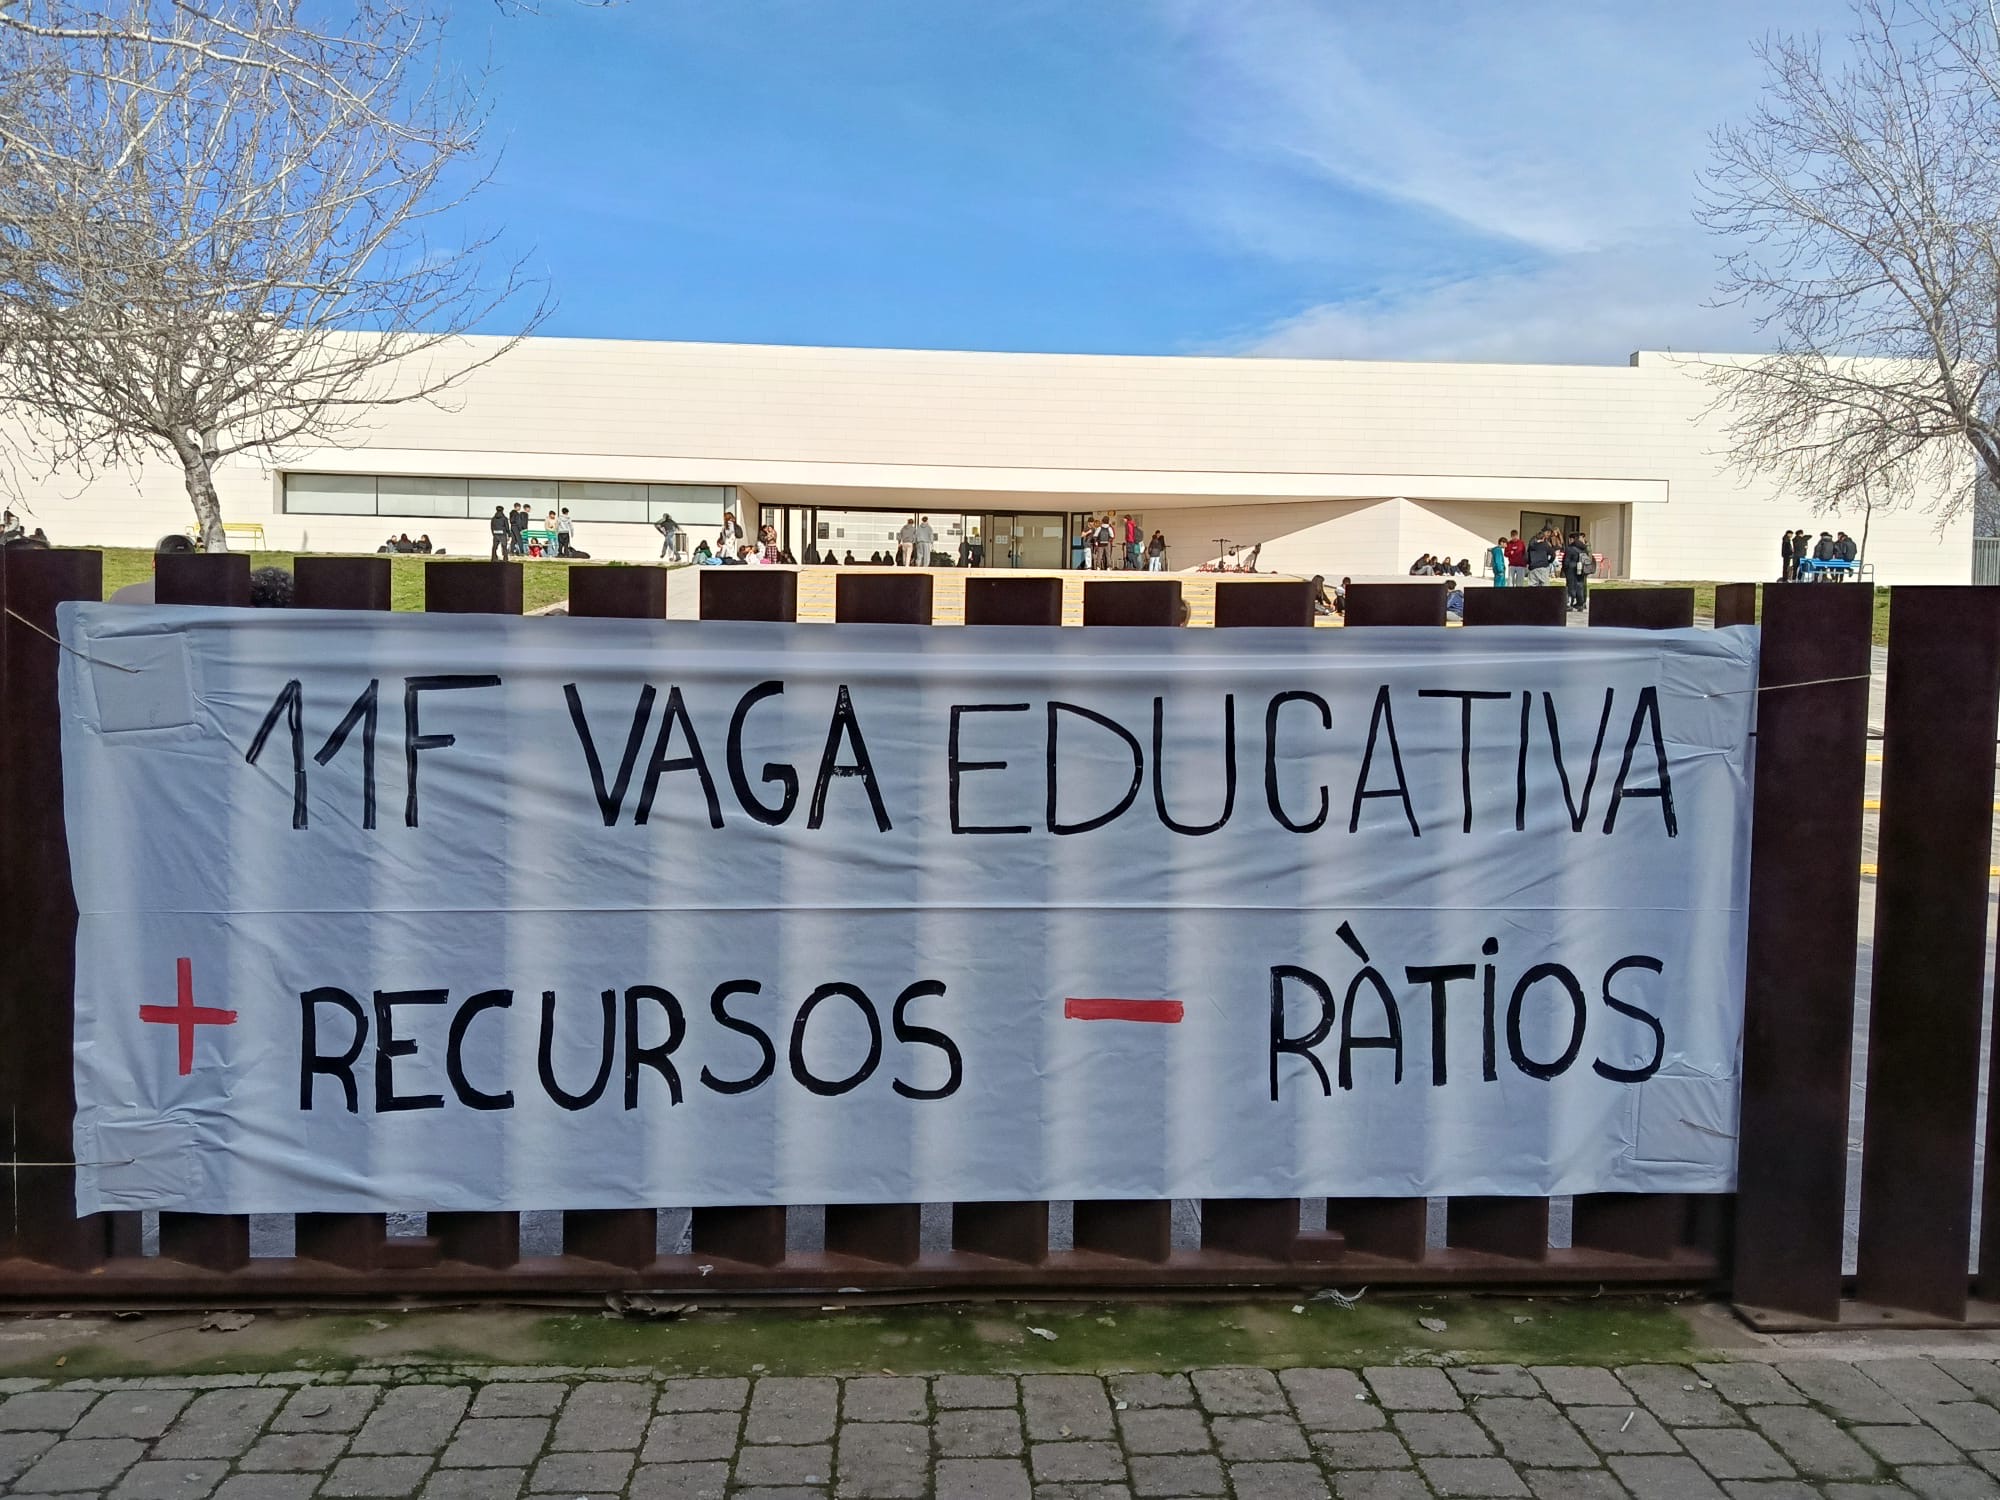 11F VAGA EDUCATIVA
+ RECURSOS - RÀTIOS